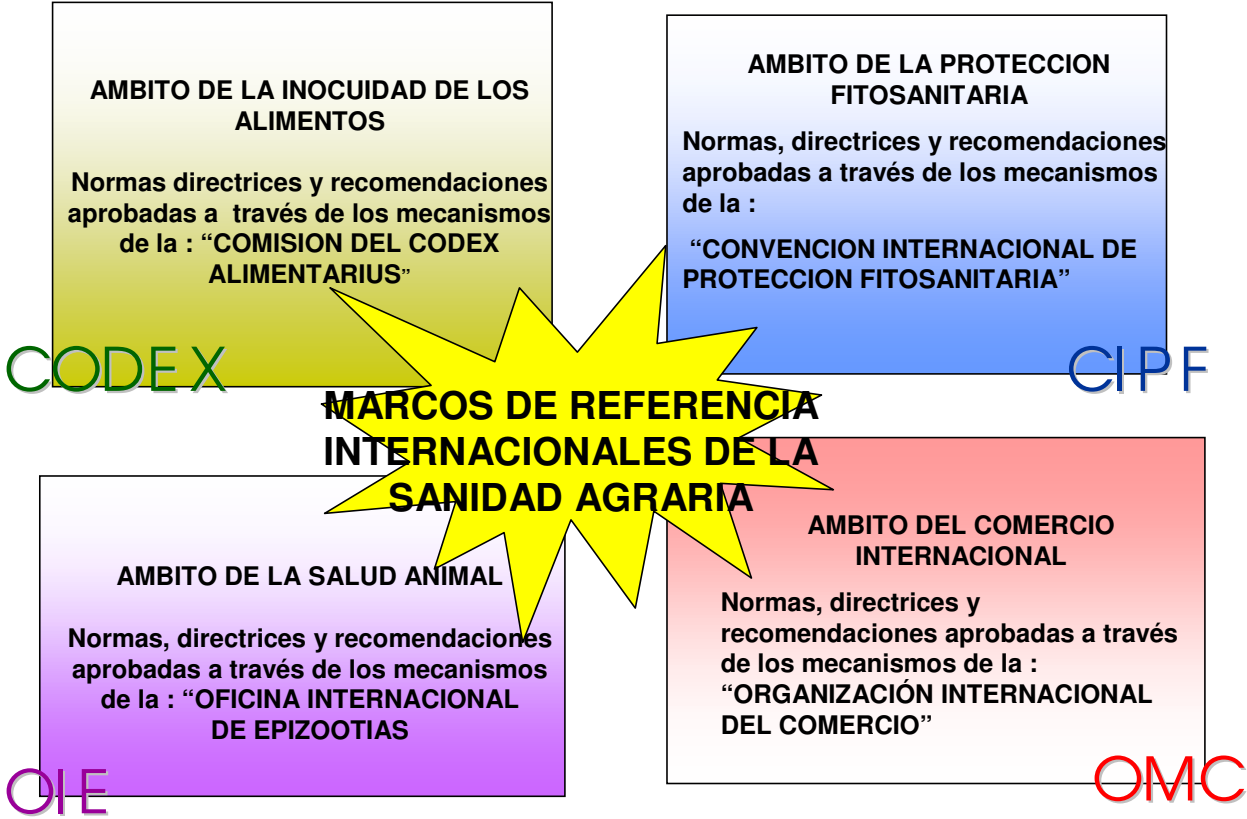 AMBITO DE LA INOCUIDAD DE LOS
ALIMENTOS
Normas directrices y recomendaciones
aprobadas a través de los mecanismos
de la : “COMISION DEL CODEX
ALIMENTARIUS”
CODEX
AMBITO DE LA PROTECCION
FITOSANITARIA
Normas, directrices y recomendaciones
aprobadas a través de los mecanismos
de la :
“CONVENCION INTERNACIONAL DE
PROTECCION FITOSANITARIA”
CIPF
MARCOS DE REFERENCIA
INTERNACIONALES DE LA
SANIDAD AGRARIA
AMBITO DE LA SALUD ANIMAL
Normas, directrices y recomendaciones
aprobadas a través de los mecanismos
de la : “OFICINA INTERNACIONAL
DE EPIZOOTIAS
OIE
AMBITO DEL COMERCIO
INTERNACIONAL
Normas, directrices y
recomendaciones aprobadas a través
de los mecanismos de la :
“ORGANIZACIÓN INTERNACIONAL
DEL COMERCIO”
OMC